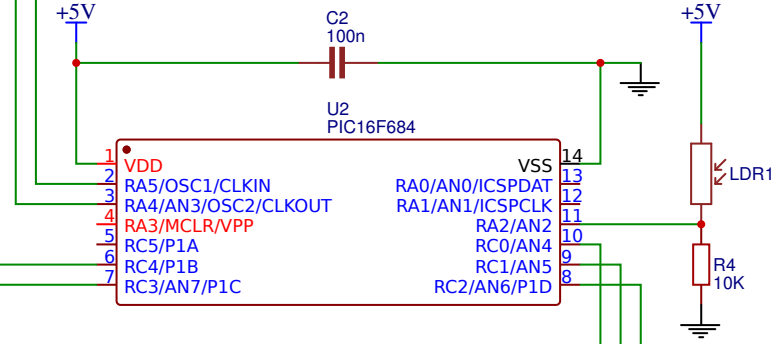 +5V
C2
100n
+5V
U2
PIC16F684
1
VDD
VSS
14
2
RA5/OSC1/CLKIN
RA0/AN0/ICSPDAT
13
3
RA4/AN3/OSC2/CLKOUT
RA1/AN1/ICSPCLK
12
4
RA3/MCLR/VPP
RA2/AN2
11
5
RC5/P1A
RC0/AN4
10
6
RC4/P1B
RC1/AN5
9
7
RC3/AN7/P1C
RC2/AN6/P1D
8
LDR1
R4
10K